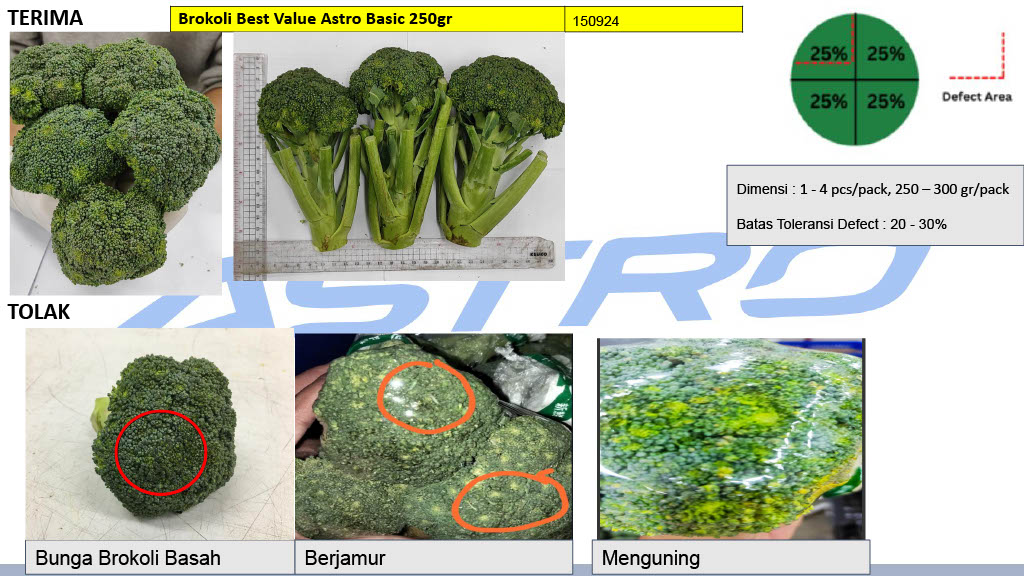 TERIMA
Brokoli Best Value Astro Basic 250gr
150924
25% 25%
25% 25%
Defect Area
Dimensi : 1 - 4 pcs/pack, 250 – 300 gr/pack
Batas Toleransi Defect : 20 - 30%
ASTRO
TOLAK
Bunga Brokoli Basah
Berjamur
Menguning